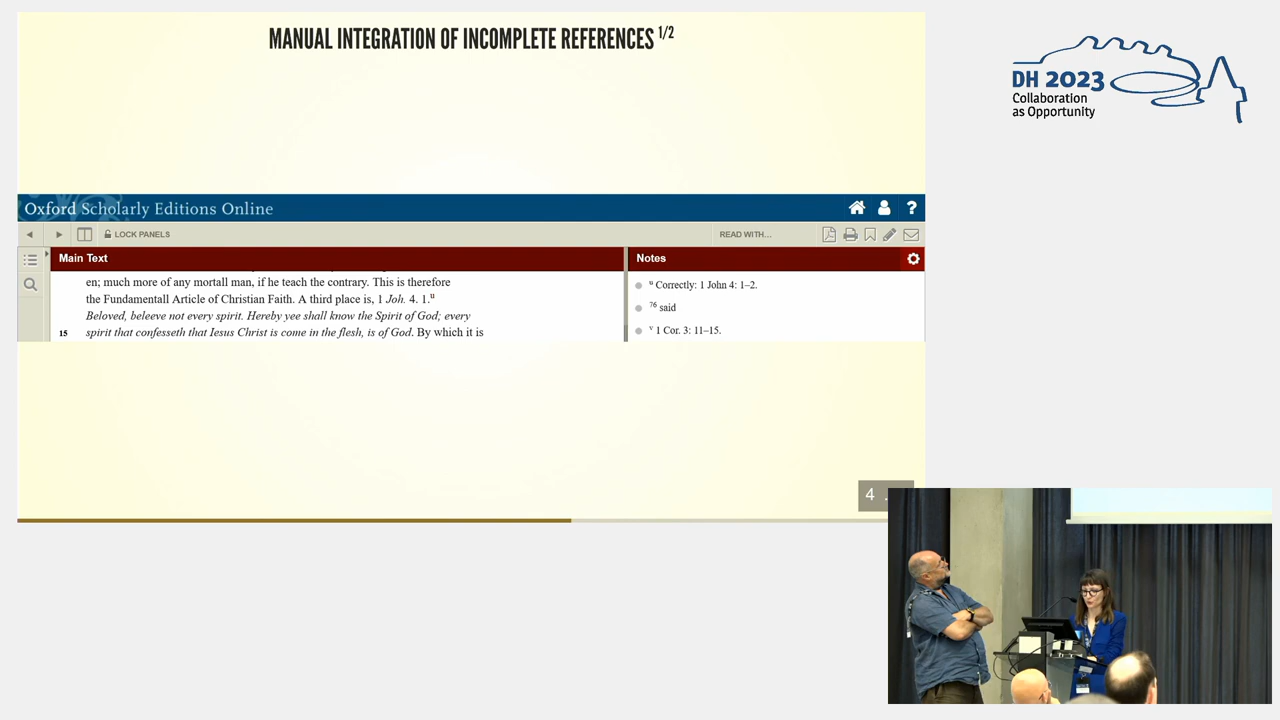 MANUAL INTEGRATION OF INCOMPLETE REFERENCES 1/2
DH 2023
Collaboration
as Opportunity
Oxford Scholarly Editions Online
?
LOCK PANELS
READ WITH...
Main Text
Notes
en; much more of any mortall man, if he teach the contrary. This is therefore
the Fundamentall Article of Christian Faith. A third place is, 1 Joh. 4. 1.u
Beloved, beleeve not every spirit. Hereby yee shall know the Spirit of God; every
15 spirit that confesseth that Iesus Christ is come in the flesh, is of God. By which it is
u Correctly: 1 John 4: 1–2.
76 said
v 1 Cor. 3: 11–15.
4 .